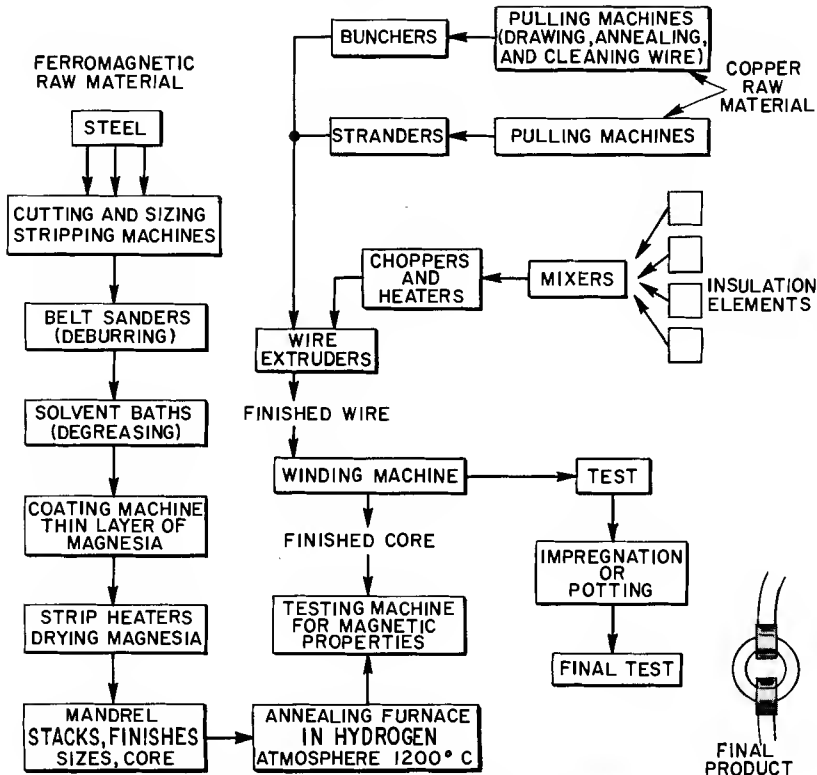 FERROMAGNETIC
RAW MATERIAL
STEEL
CUTTING AND SIZING
STRIPPING MACHINES
BELT SANDERS
(DEBURRING)
SOLVENT BATHS
(DEGREASING)
COATING MACHINE
THIN LAYER OF
MAGNESIA
STRIP HEATERS
DRYING MAGNESIA
MANDREL
STACKS, FINISHES
SIZES, CORE
ANNEALING FURNACE
IN HYDROGEN
ATMOSPHERE 1200° C
PULLING MACHINES
(DRAWING, ANNEALING,
AND CLEANING WIRE)
BUNCHERS
COPPER
RAW
MATERIAL
PULLING MACHINES
STRANDERS
INSULATION
ELEMENTS
MIXERS
CHOPPERS
AND
HEATERS
WIRE
EXTRUDERS
FINISHED WIRE
WINDING MACHINE
FINISHED CORE
TESTING MACHINE
FOR MAGNETIC
PROPERTIES
TEST
IMPREGNATION
OR
POTTING
FINAL TEST
FINAL
PRODUCT